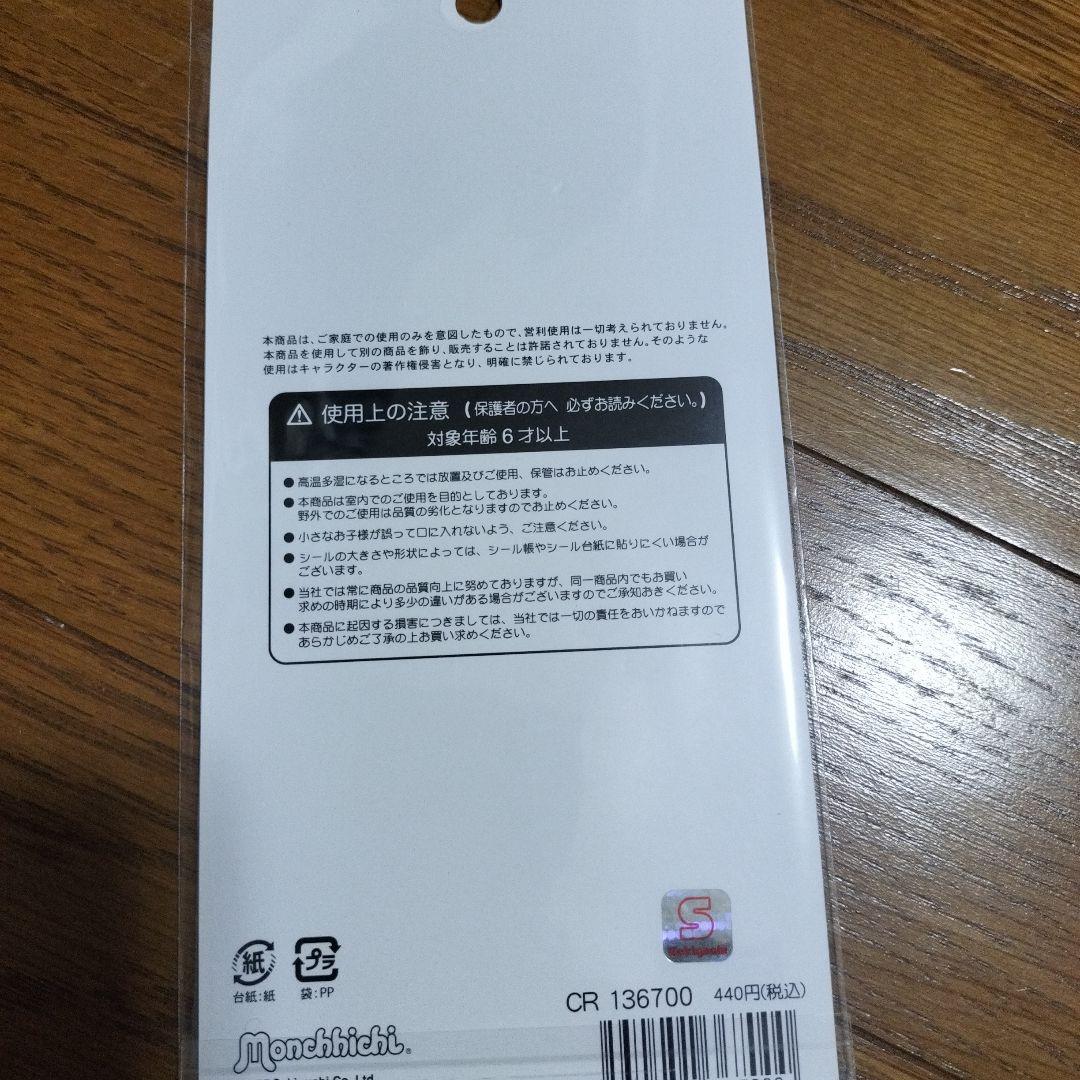 本商品は、ご家庭での使用のみを意図したもので、営利使用は一切考えられておりません。
本商品を使用して別の商品を飾り、販売することは許諾されておりません。そのような
使用はキャラクターの著作権侵害となり、明確に禁じられております。
⚠ 使用上の注意 (保護者の方へ 必ずお読みください。)
対象年齢6才以上
● 高温多湿になるところでは放置及びご使用、保管はお止めください。
● 本商品は室内でのご使用を目的としております。
野外でのご使用は品質の劣化となりますのでお止めください。
● 小さなお子様が誤って口に入れないよう、ご注意ください。
● シールの大きさや形状によっては、シール帳やシール台紙に貼りにくい場合が
ございます。
● 当社では常に商品の品質向上に努めておりますが、同一商品内でもお買い
求めの時期により多少の違いがある場合がございますのでご承知おきください。
● 本商品に起因する損害につきましては、当社では一切の責任をおいかねますので
あらかじめご了承の上お買い求めください。
S
Sekiguchi
紙
プラ
台紙:紙
袋:PP
CR 136700 440円(税込)
Monchhichi®
Co., Ltd.